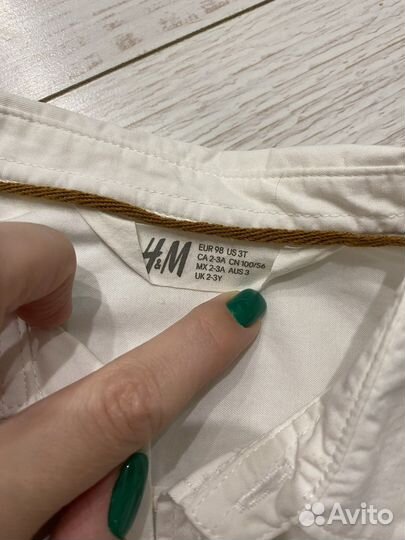 H&M
EUR 98 US 3T
CA 2-3A CN 100/56
MX 2-3A AUS 3
UK 2-3Y
Avito